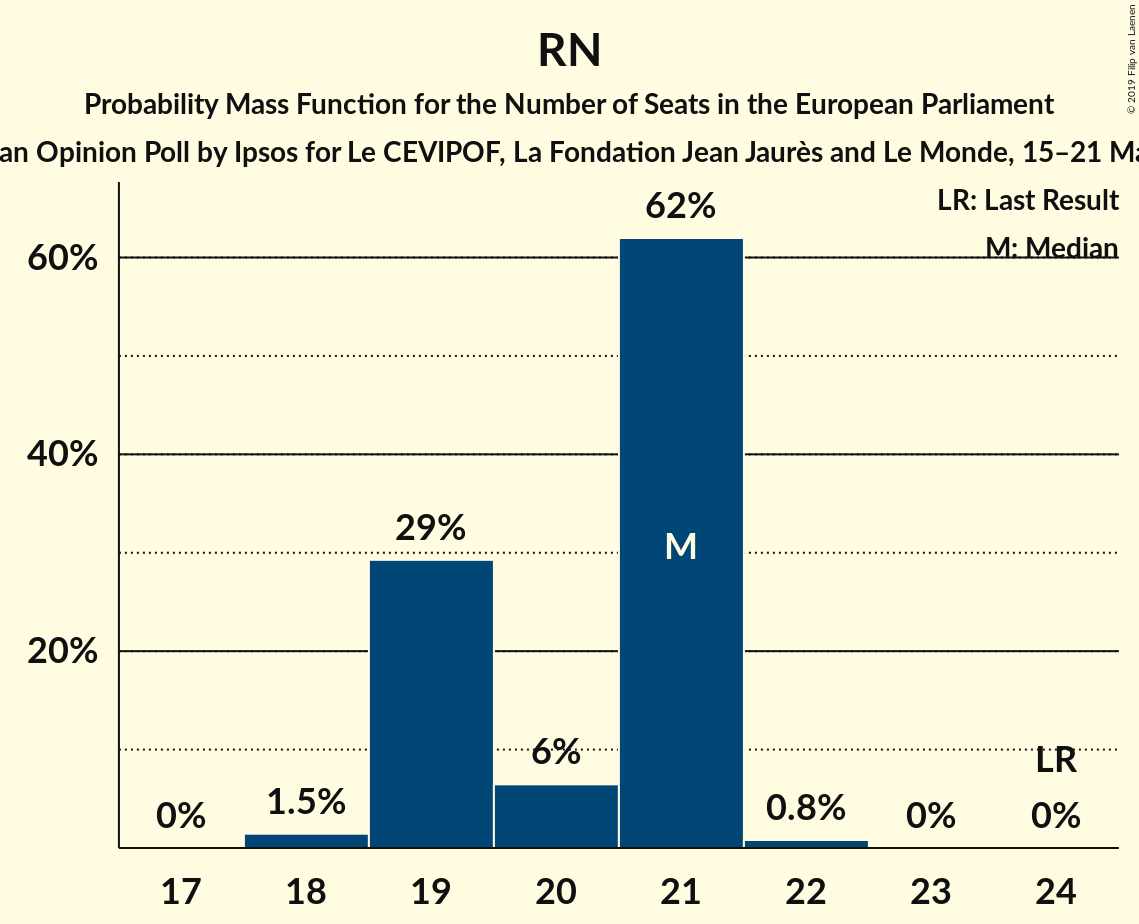 RN
Probability Mass Function for the Number of Seats in the European Parliament
an Opinion Poll by Ipsos for Le CEVIPOF, La Fondation Jean Jaurès and Le Monde, 15–21 Ma
© 2019 Filip van Laenen
LR: Last Result
M: Median
60%
40%
20%
0%
1.5%
29%
6%
62%
M
0.8%
0%
LR
0%
17 18 19 20 21 22 23 24